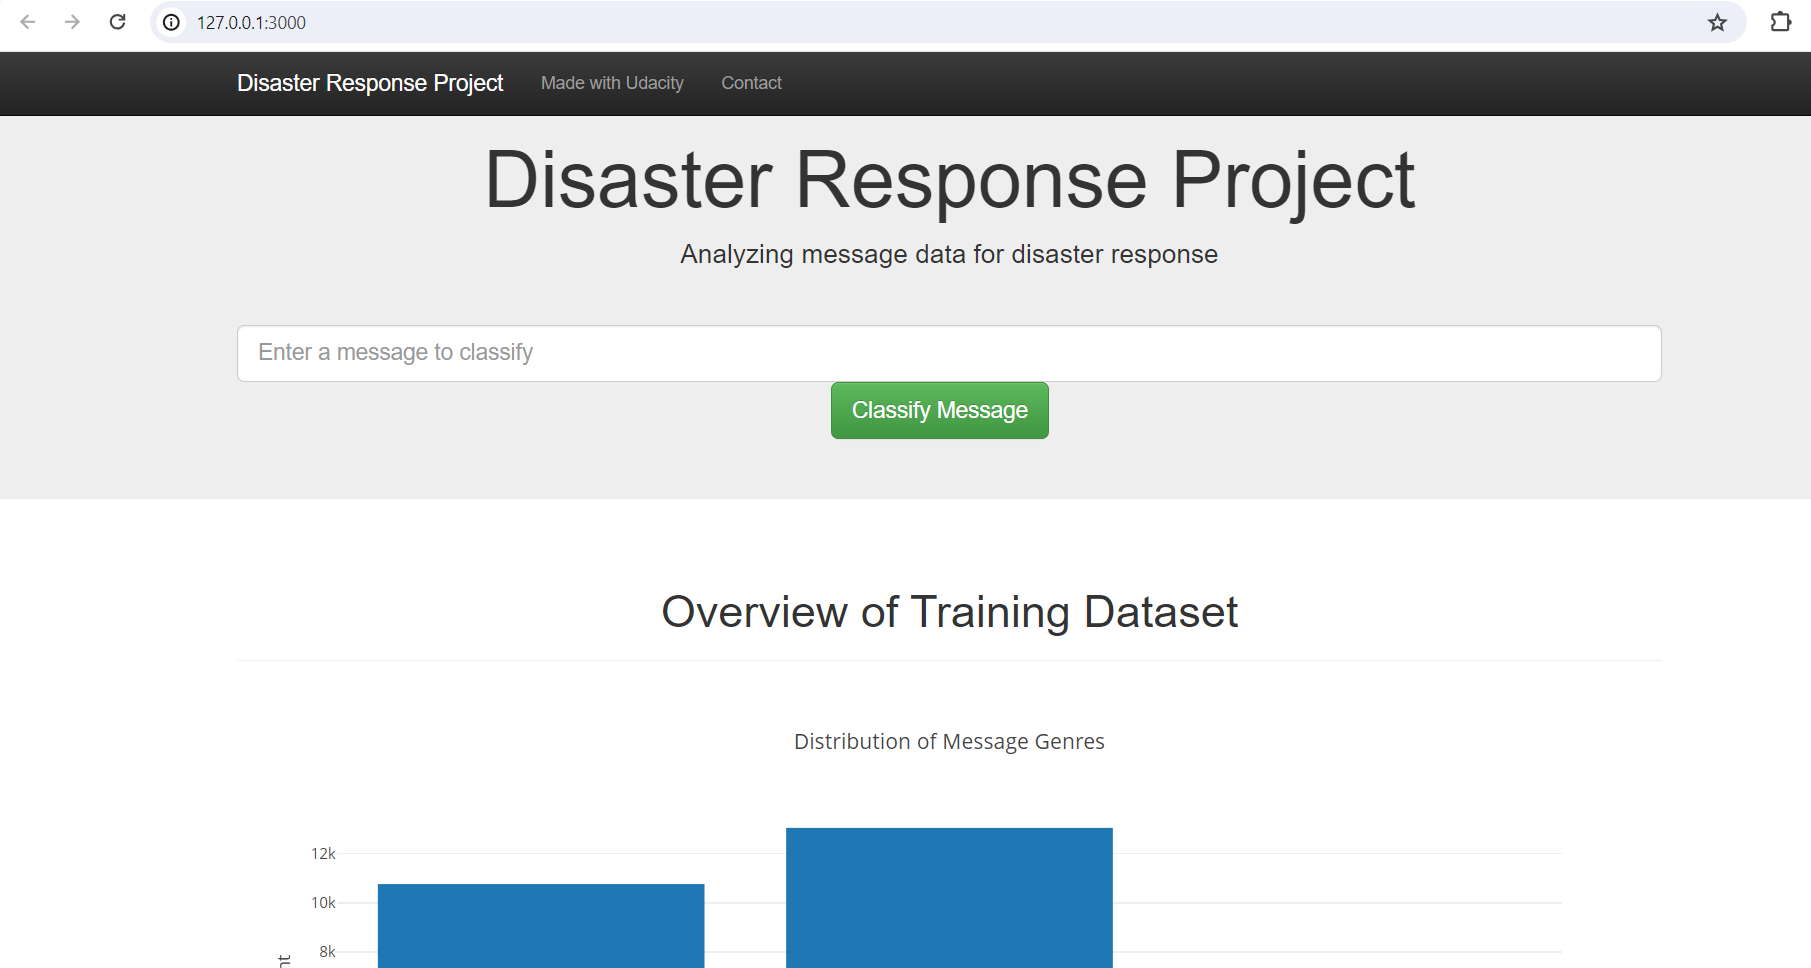 127.0.0.1:3000
Disaster Response Project Made with Udacity Contact
Disaster Response Project
Analyzing message data for disaster response
Enter a message to classify
Classify Message
Overview of Training Dataset
Distribution of Message Genres
12k
10k
8k